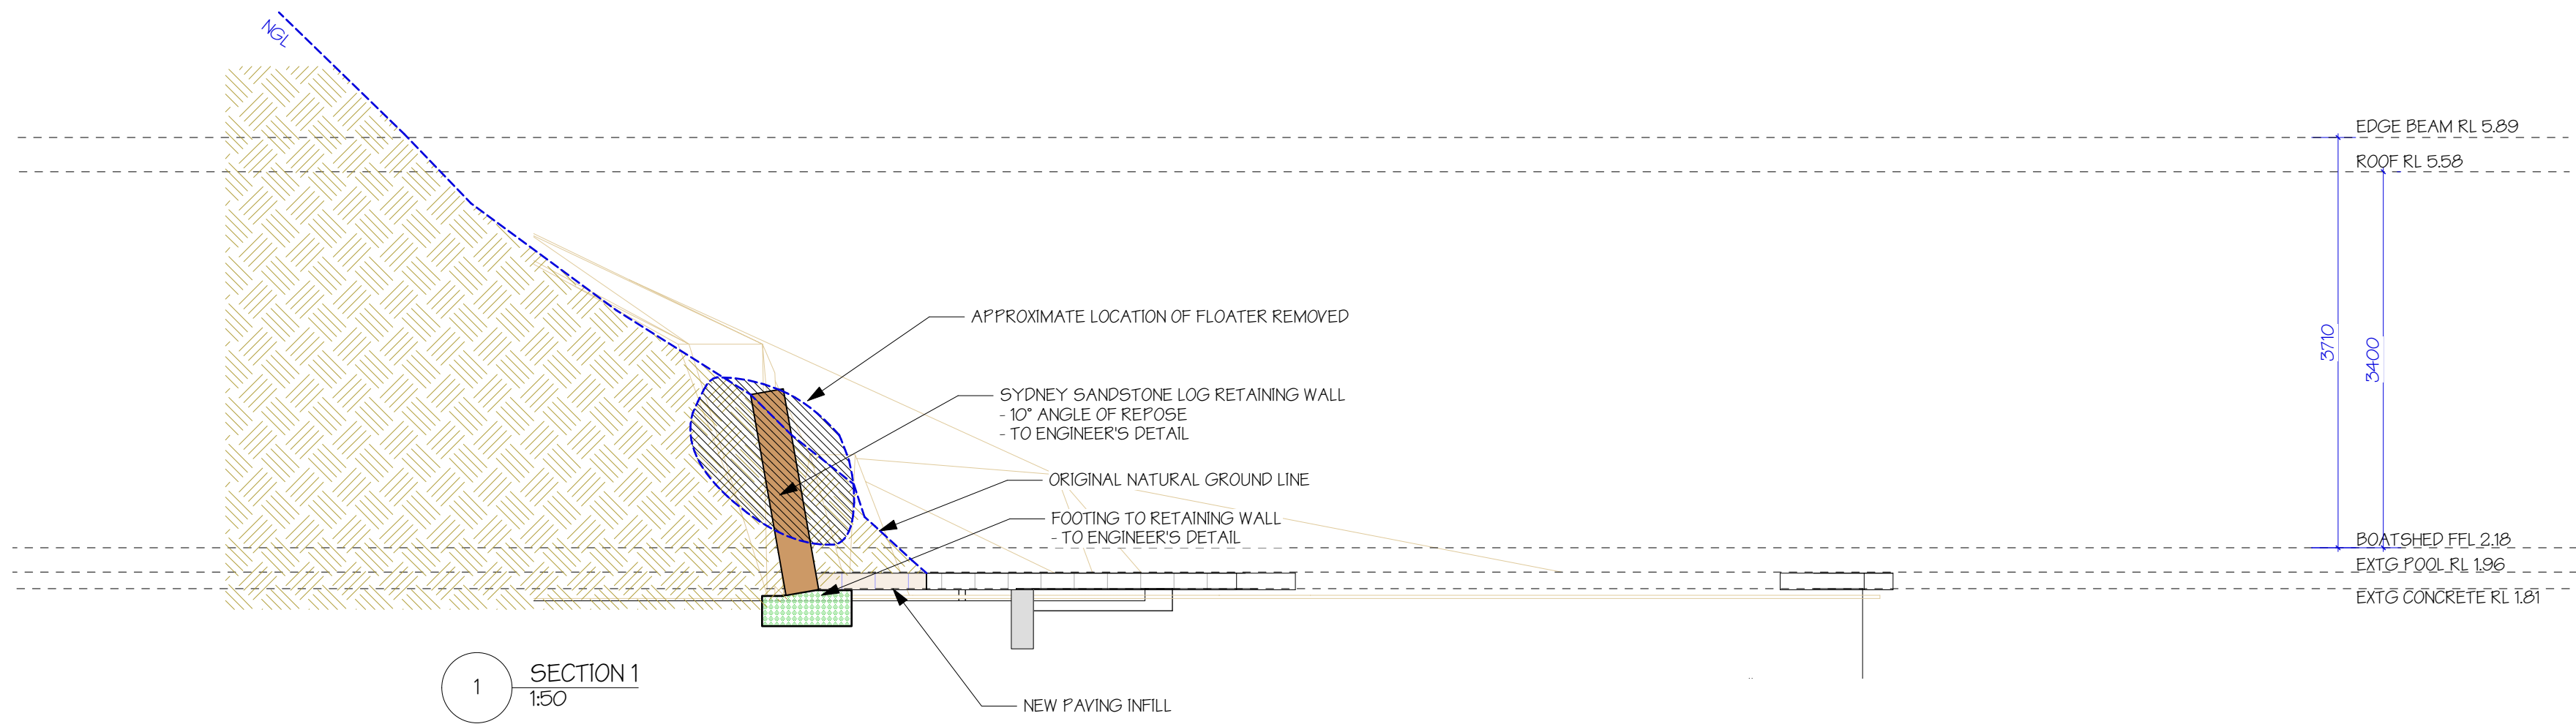 NGL
EDGE BEAM RL 5.89
ROOF RL 5.58
APPROXIMATE LOCATION OF FLOATER REMOVED
3710
3400
SYDNEY SANDSTONE LOG RETAINING WALL
- 10° ANGLE OF REPOSE
- TO ENGINEER'S DETAIL
ORIGINAL NATURAL GROUND LINE
FOOTING TO RETAINING WALL
- TO ENGINEER'S DETAIL
BOATSHED FFL 2.18
EXTG POOL RL 1.96
EXTG CONCRETE RL 1.81
1
SECTION 1
1:50
NEW PAVING INFILL